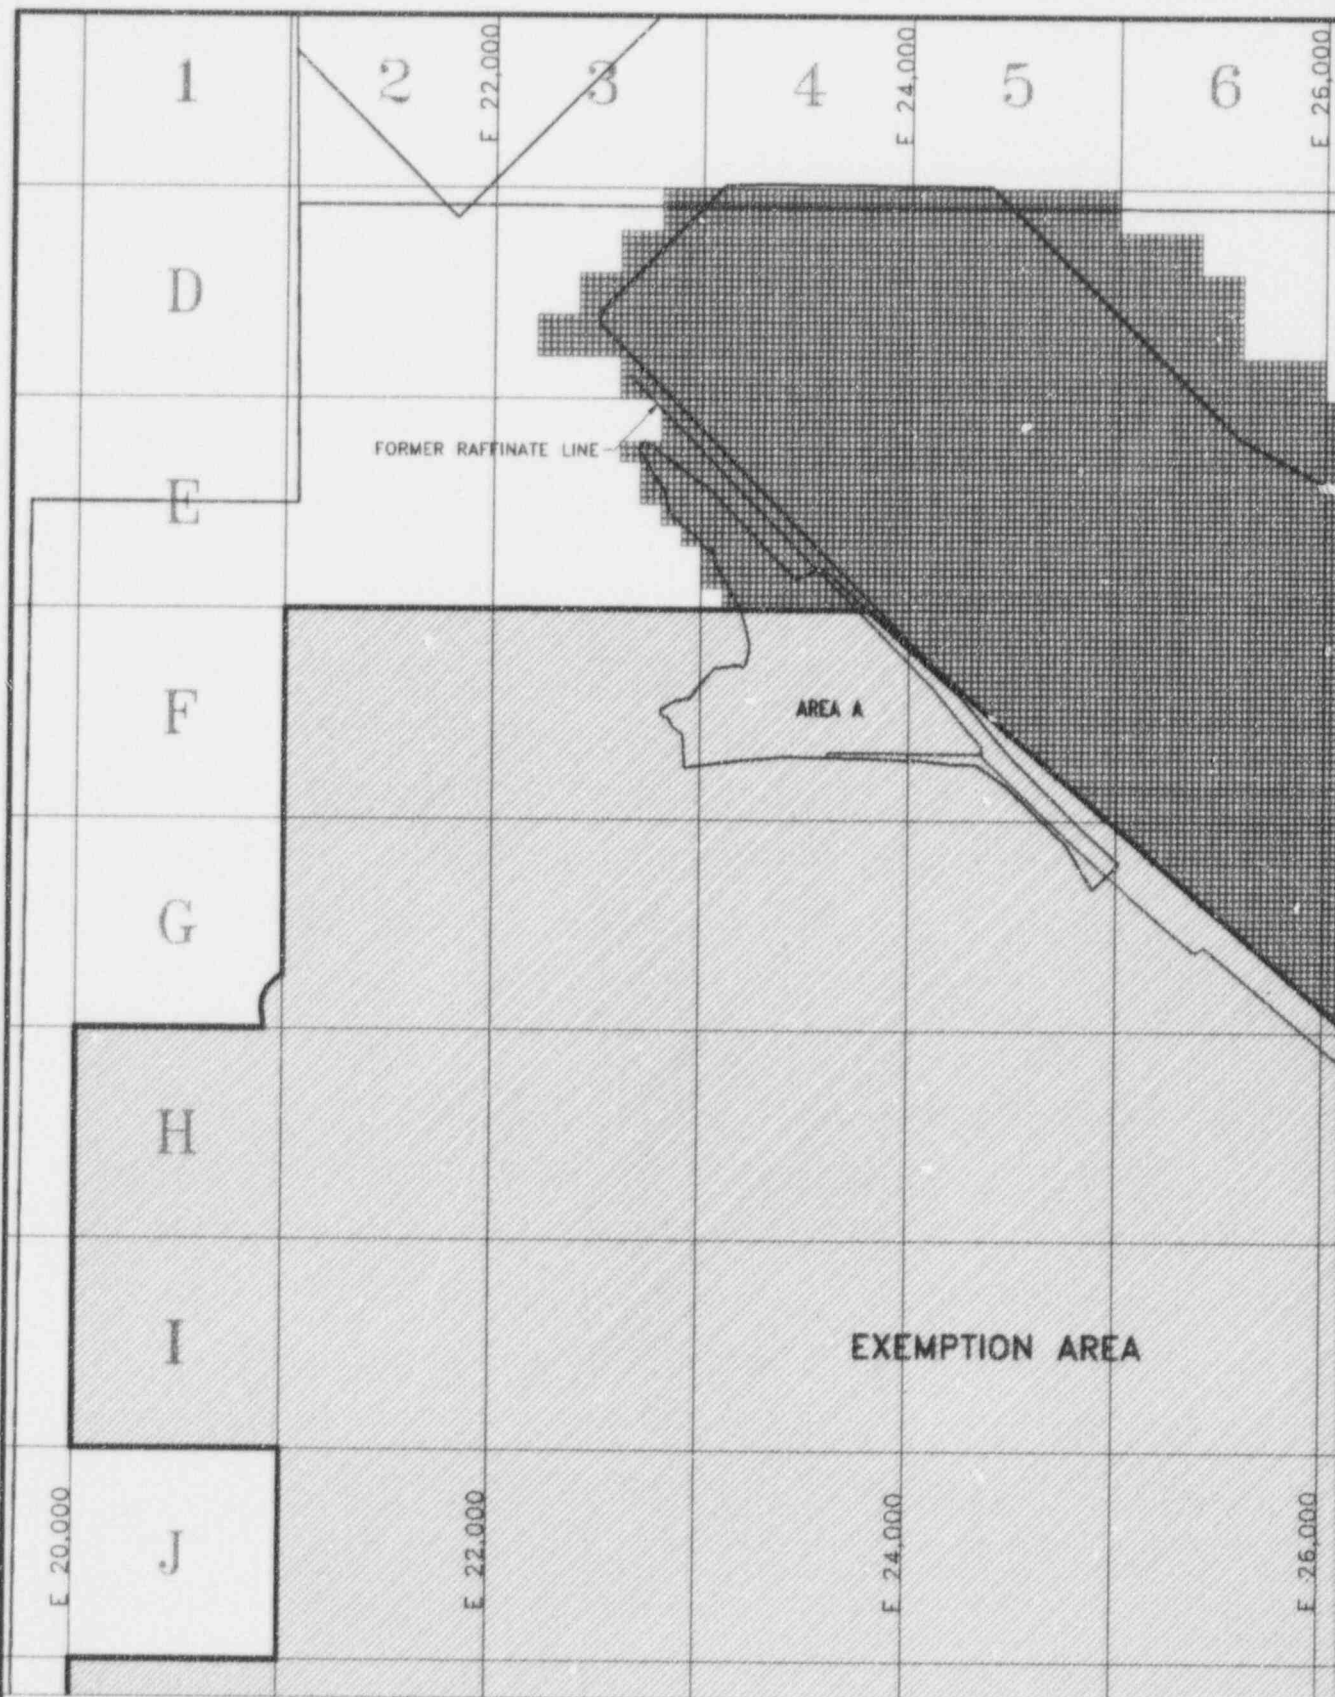 1 2 E 22,000 3 4 E 24,000 5 6 E 26,000
D
FORMER RAFFINATE LINE
E
F
AREA A
G
H
I
EXEMPTION AREA
E 20,000 J E 22,000 E 24,000 E 26,000